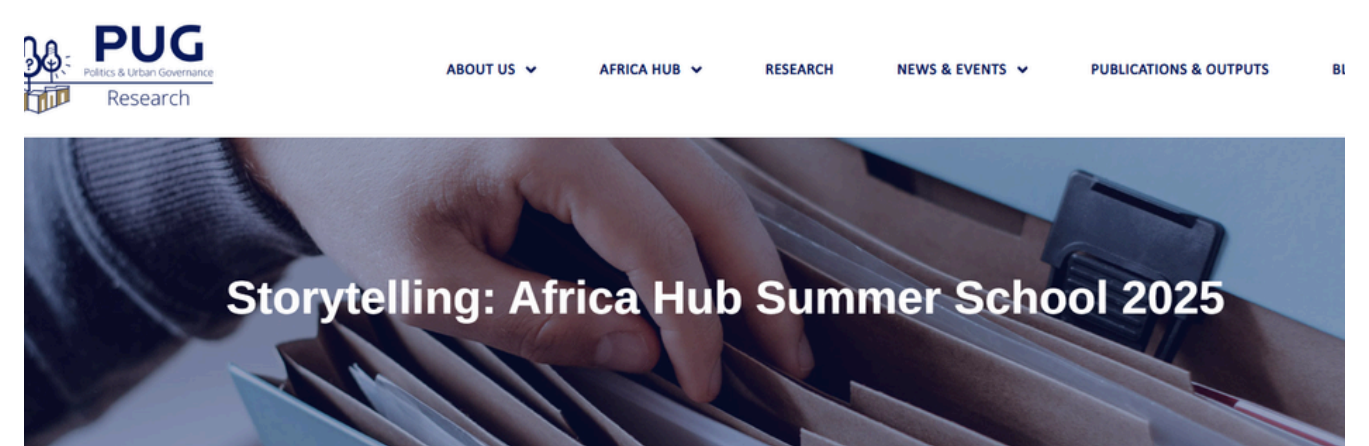 PUG
Politics & Urban Governance
Research
ABOUT US
AFRICA HUB
RESEARCH
NEWS & EVENTS
PUBLICATIONS & OUTPUTS
Storytelling: Africa Hub Summer School 2025